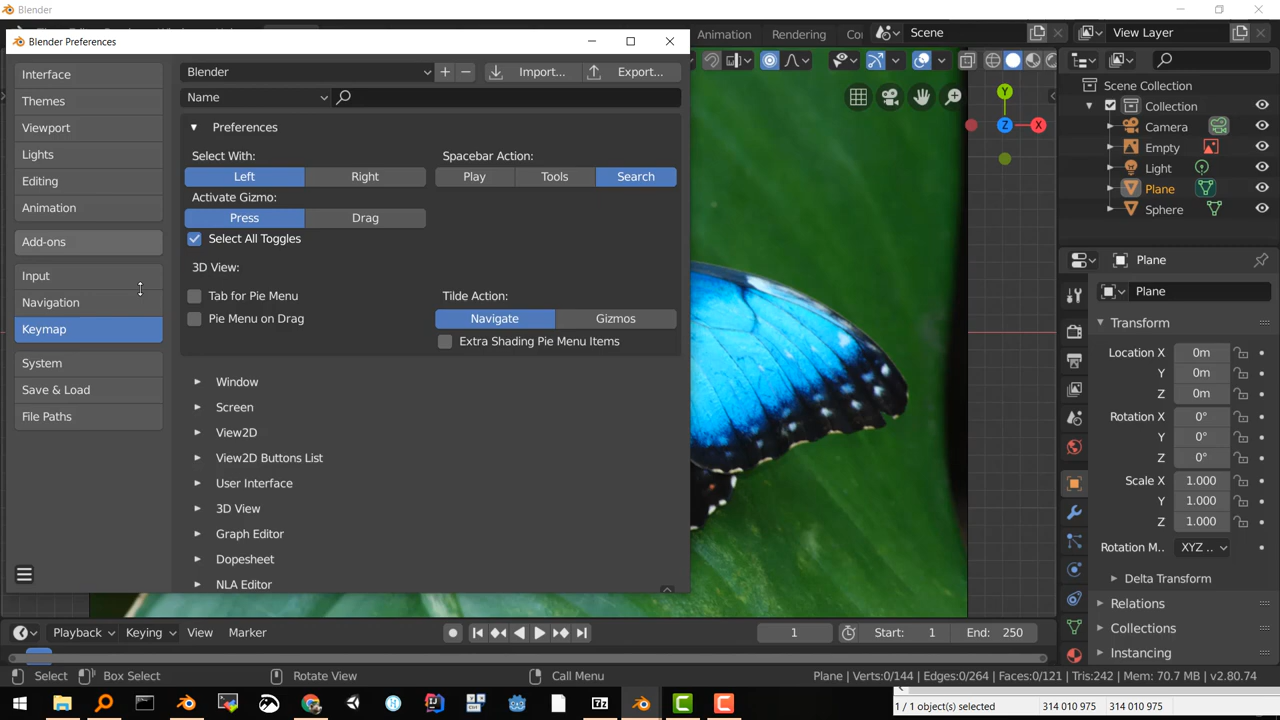 Blender
Blender Preferences
Animation
Rendering
Co
Scene
View Layer
Interface
Themes
Viewport
Lights
Editing
Animation
Add-ons
Input
Navigation
Keymap
System
Save & Load
File Paths
Blender
Import...
Export...
Name
Preferences
Select With:
Spacebar Action:
Left
Right
Play
Tools
Search
Activate Gizmo:
Press
Drag
Select All Toggles
3D View:
Tab for Pie Menu
Tilde Action:
Pie Menu on Drag
Navigate
Gizmos
Extra Shading Pie Menu Items
Window
Screen
View2D
View2D Buttons List
User Interface
3D View
Graph Editor
Dopesheet
NLA Editor
Y
Z
X
Scene Collection
Collection
Camera
Empty
Light
Plane
Sphere
Plane
Plane
Transform
Location X 0m
Y 0m
Z 0m
Rotation X 0°
Y 0°
Z 0°
Scale X 1.000
Y 1.000
Z 1.000
Rotation M.. XYZ ..
Delta Transform
Relations
Collections
Instancing
Playback
Keying
View
Marker
1
Start: 1
End: 250
Select
Box Select
Rotate View
Call Menu
Plane | Verts:0/144 | Edges:0/264 | Faces:0/121 | Tris:242 | Mem: 70.7 MB | v2.80.74
1 / 1 object(s) selected
314 010 975
314 010 975